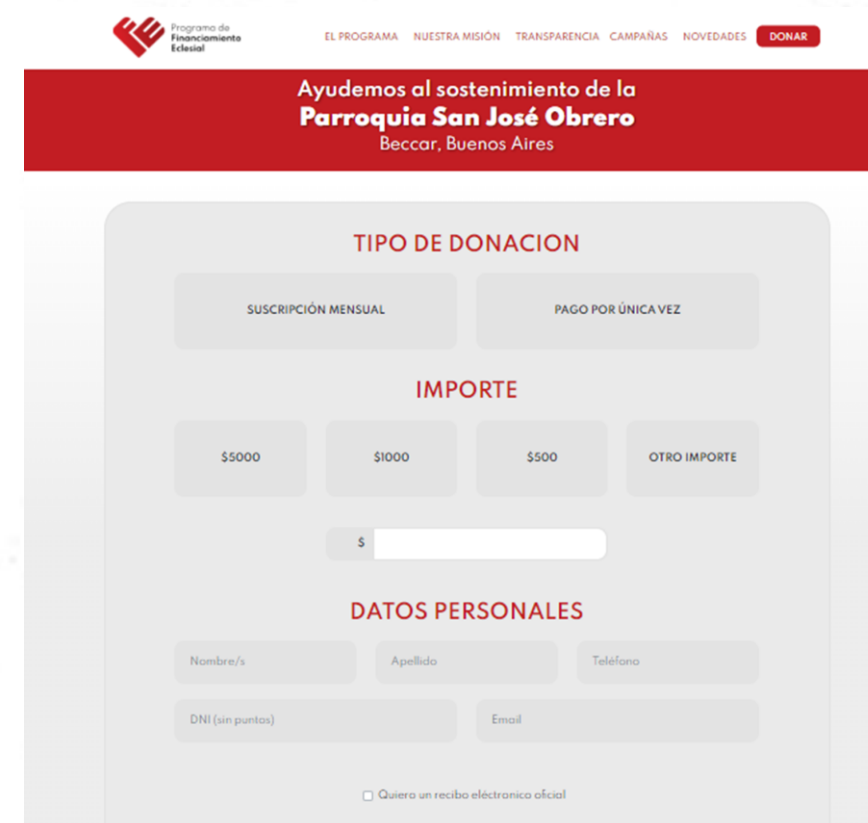 Programa de
Financiamiento
Eclesial
EL PROGRAMA NUESTRA MISIÓN TRANSPARENCIA CAMPAÑAS NOVEDADES DONAR
Ayudemos al sostenimiento de la
Parroquia San José Obrero
Beccar, Buenos Aires
TIPO DE DONACION
SUSCRIPCIÓN MENSUAL PAGO POR ÚNICA VEZ
IMPORTE
$5000 $1000 $500 OTRO IMPORTE
$
DATOS PERSONALES
Nombre/s Apellido Teléfono
DNI (sin puntos) Email
Quiero un recibo eléctronico oficial